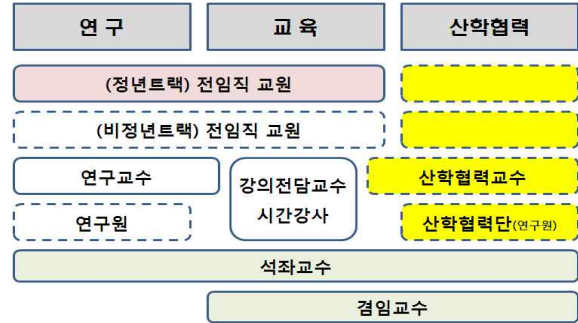 연 구
교 육
산학협력
(정년트랙) 전임직 교원
(비정년트랙) 전임직 교원
연구교수
강의전담교수
시간강사
산학협력교수
연구원
산학협력단(연구원)
석좌교수
겸임교수